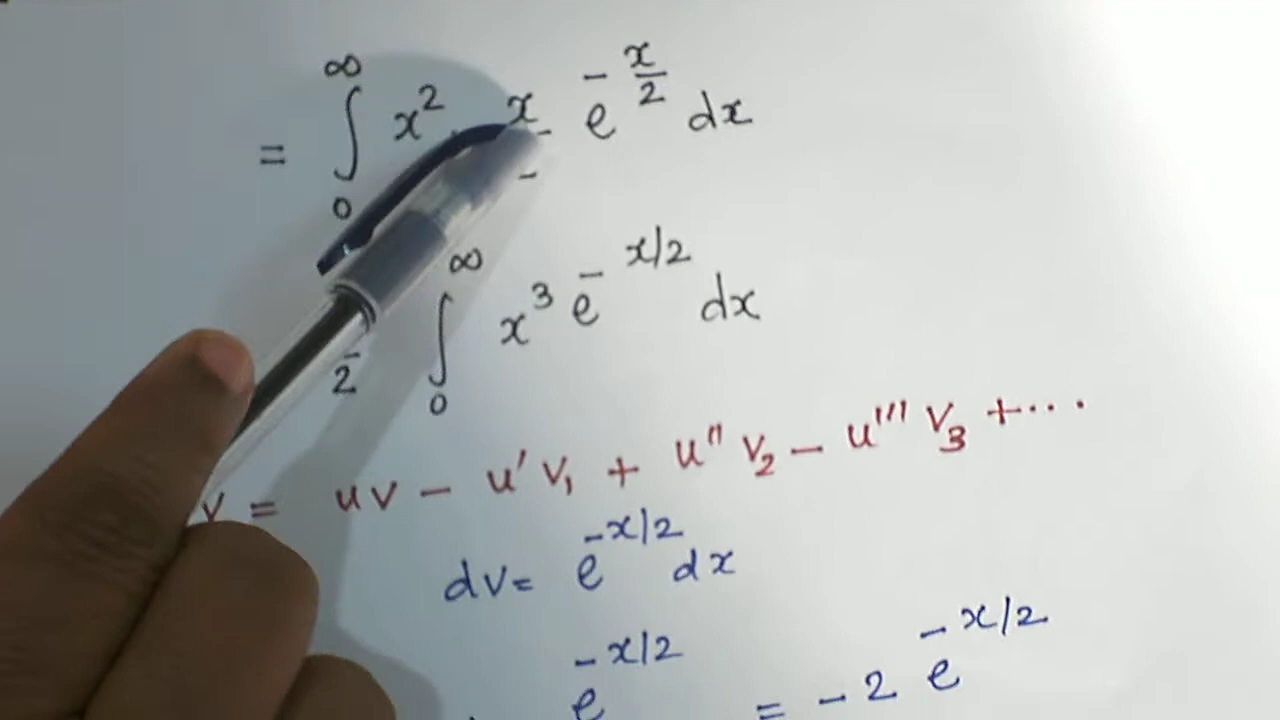 = ∫₀^∞ x² · x e^(-x/2) dx
2 ∫₀^∞ x³ e^(-x/2) dx
v = uv - u'v₁ + u''v₂ - u'''v₃ + ...
dv = e^(-x/2) dx
e^(-x/2) = -2 e^(-x/2)